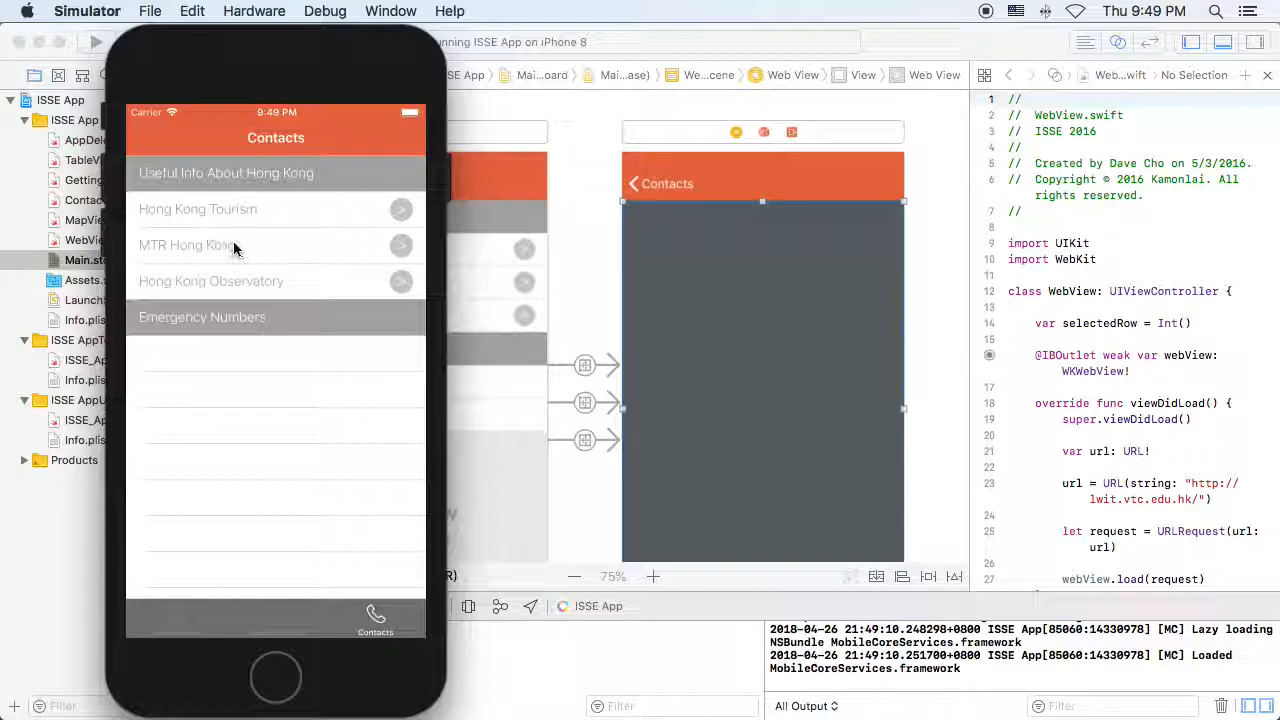 Simulator File Edit Hardware Debug Window Help Thu 9:49 PM
unning ISSE App on iPhone 8
SSE App Mai...board Mai...ase) We...cene Web View View Web View Web...wift No Selection
ISSE App
ISSE App
AppDele
TableV
Getting
Contac
MapVi
WebVie
Main.st
Assets.
Launch
Info.plis
ISSE AppT
ISSE_Ap
Info.plis
ISSE AppU
ISSE_Ap
Info.plis
Products
Filter
Carrier 9:49 PM
Contacts
Useful Info About Hong Kong
Hong Kong Tourism
MTR Hong Kong
Hong Kong Observatory
Emergency Numbers
Contacts
Contacts
R) 75%
ISSE App
1 //
2 // WebView.swift
3 // ISSE 2016
4 //
5 // Created by Dave Cho on 5/3/2016.
6 // Copyright © 2016 Kamonlai. All
rights reserved.
7 //
8
9 import UIKit
10 import WebKit
11
12 class WebView: UIViewController {
13
14 var selectedRow = Int()
15
@IBOutlet weak var webView:
WKWebView!
17
18 override func viewDidLoad() {
19 super.viewDidLoad()
20
21 var url: URL!
22
23 url = URL(string: "http://
lwit.vtc.edu.hk/")
24
25 let request = URLRequest(url:
url)
26
27 webView.load(request)
2018-04-26 21:49:10.248298+0800 ISSE App[85060:14330978] [MC] Lazy loading
NSBundle MobileCoreServices.framework
2018-04-26 21:49:10.251700+0800 ISSE App[85060:14330978] [MC] Loaded
MobileCoreServices.framework
Filter All Output Filter